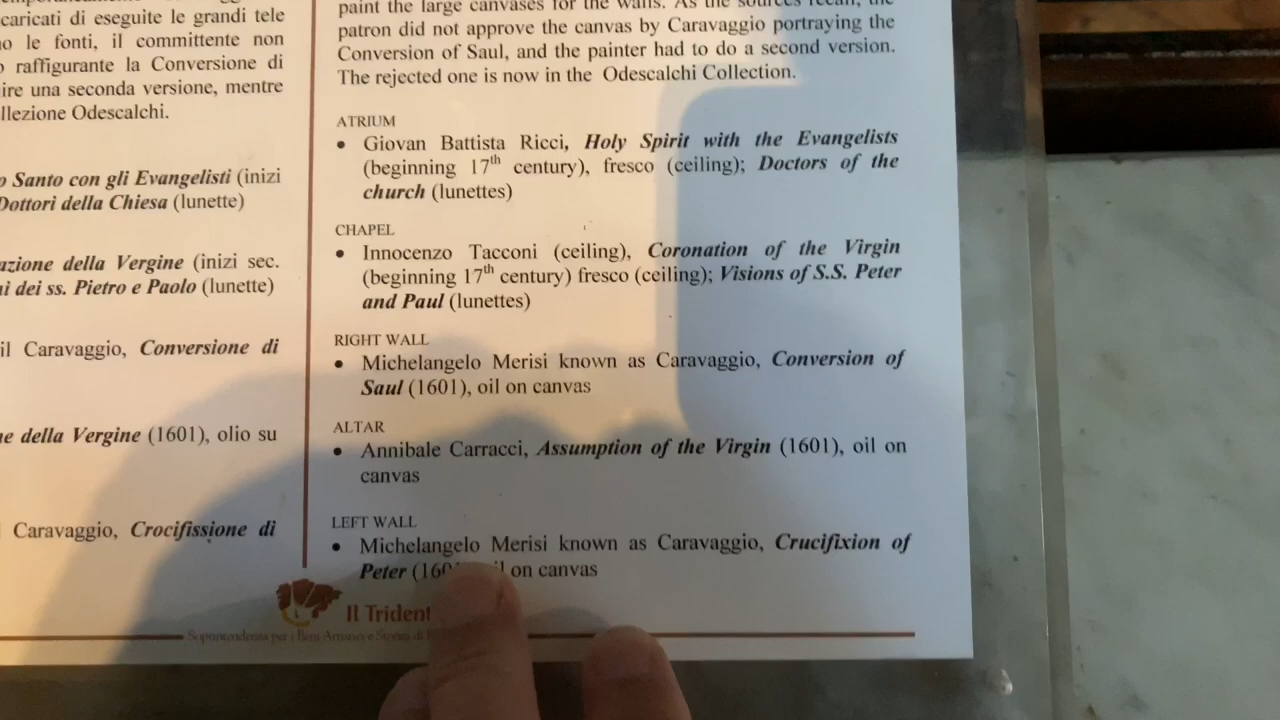 caricati di eseguite le grandi tele
le fonti, il committente non
raffigurante la Conversione di
una seconda versione, mentre
Odescalchi.
Santo con gli Evangelisti (inizi
Dottori della Chiesa (lunette)
della Vergine (inizi sec.
dei ss. Pietro e Paolo (lunette)
il Caravaggio, Conversione di
della Vergine (1601), olio su
Caravaggio, Crocifissione di
paint the large canvases for the walls. As the sources recall, the
patron did not approve the canvas by Caravaggio portraying the
Conversion of Saul, and the painter had to do a second version.
The rejected one is now in the Odescalchi Collection.
ATRIUM
• Giovan Battista Ricci, Holy Spirit with the Evangelists
(beginning 17th century), fresco (ceiling); Doctors of the
church (lunettes)
CHAPEL
• Innocenzo Tacconi (ceiling), Coronation of the Virgin
(beginning 17th century) fresco (ceiling); Visions of S.S. Peter
and Paul (lunettes)
RIGHT WALL
• Michelangelo Merisi known as Caravaggio, Conversion of
Saul (1601), oil on canvas
ALTAR
• Annibale Carracci, Assumption of the Virgin (1601), oil on
canvas
LEFT WALL
• Michelangelo Merisi known as Caravaggio, Crucifixion of
Peter on canvas
Il Trident
Soprintendenza per i Beni Artistici e Storici di